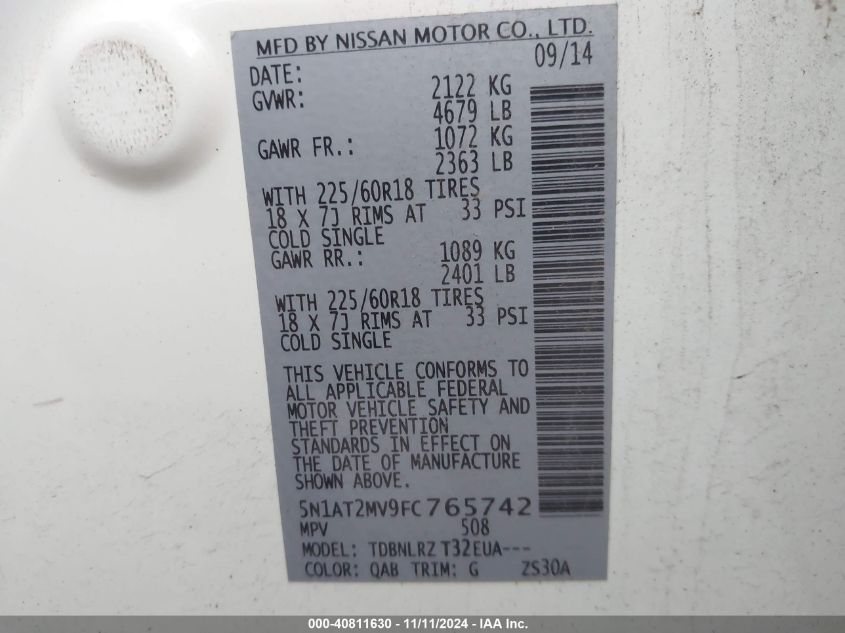 MFD BY NISSAN MOTOR CO., LTD.
DATE: 09/14
GVWR: 2122 KG
4679 LB
GAWR FR.: 1072 KG
2363 LB
WITH 225/60R18 TIRES
18 X 7J RIMS AT 33 PSI
COLD SINGLE
GAWR RR.: 1089 KG
2401 LB
WITH 225/60R18 TIRES
18 X 7J RIMS AT 33 PSI
COLD SINGLE
THIS VEHICLE CONFORMS TO
ALL APPLICABLE FEDERAL
MOTOR VEHICLE SAFETY AND
THEFT PREVENTION
STANDARDS IN EFFECT ON
THE DATE OF MANUFACTURE
SHOWN ABOVE.
5N1AT2MV9FC765742
MPV 508
MODEL: TDBNLRZ T32EUA---
COLOR: QAB TRIM: G ZS30A
000-40811630 - 11/11/2024 - IAA Inc.